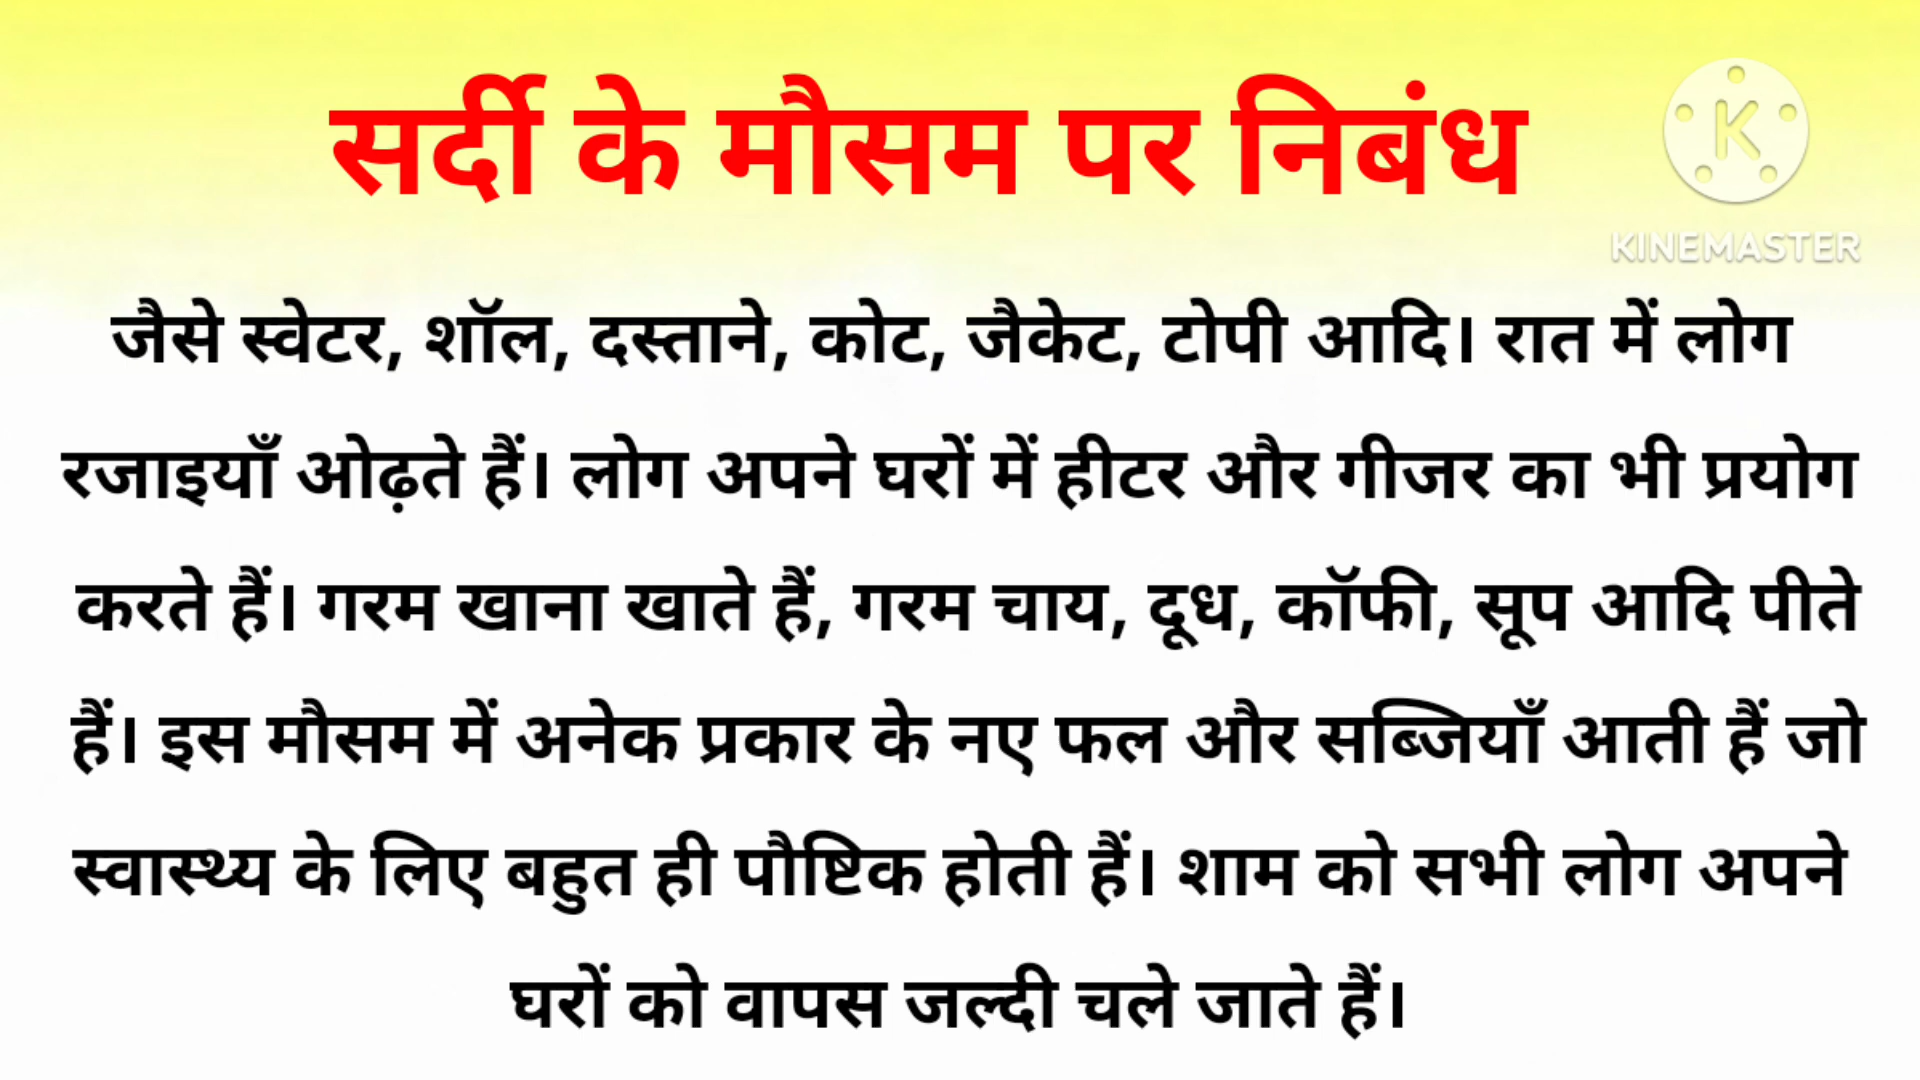 सर्दी के मौसम पर निबंध
K
KINEMASTER
जैसे स्वेटर, शॉल, दस्ताने, कोट, जैकेट, टोपी आदि। रात में लोग
रजाइयाँ ओढ़ते हैं। लोग अपने घरों में हीटर और गीजर का भी प्रयोग
करते हैं। गरम खाना खाते हैं, गरम चाय, दूध, कॉफी, सूप आदि पीते
हैं। इस मौसम में अनेक प्रकार के नए फल और सब्जियाँ आती हैं जो
स्वास्थ्य के लिए बहुत ही पौष्टिक होती हैं। शाम को सभी लोग अपने
घरों को वापस जल्दी चले जाते हैं।